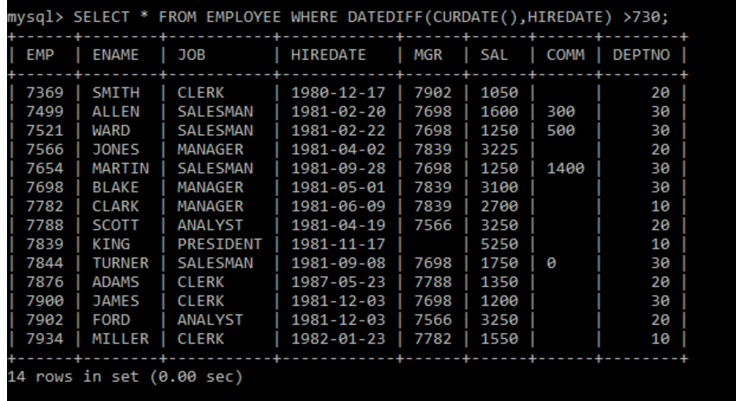 mysql> SELECT * FROM EMPLOYEE WHERE DATEDIFF(CURDATE(),HIREDATE) >730;
+------+--------+-----------+------------+------+------+------+--------+
| EMP | ENAME | JOB | HIREDATE | MGR | SAL | COMM | DEPTNO |
+------+--------+-----------+------------+------+------+------+--------+
| 7369 | SMITH | CLERK | 1980-12-17 | 7902 | 1050 | | 20 |
| 7499 | ALLEN | SALESMAN | 1981-02-20 | 7698 | 1600 | 300 | 30 |
| 7521 | WARD | SALESMAN | 1981-02-22 | 7698 | 1250 | 500 | 30 |
| 7566 | JONES | MANAGER | 1981-04-02 | 7839 | 3225 | | 20 |
| 7654 | MARTIN | SALESMAN | 1981-09-28 | 7698 | 1250 | 1400 | 30 |
| 7698 | BLAKE | MANAGER | 1981-05-01 | 7839 | 3100 | | 30 |
| 7782 | CLARK | MANAGER | 1981-06-09 | 7839 | 2700 | | 10 |
| 7788 | SCOTT | ANALYST | 1981-04-19 | 7566 | 3250 | | 20 |
| 7839 | KING | PRESIDENT | 1981-11-17 | | 5250 | | 10 |
| 7844 | TURNER | SALESMAN | 1981-09-08 | 7698 | 1750 | 0 | 30 |
| 7876 | ADAMS | CLERK | 1987-05-23 | 7788 | 1350 | | 20 |
| 7900 | JAMES | CLERK | 1981-12-03 | 7698 | 1200 | | 30 |
| 7902 | FORD | ANALYST | 1981-12-03 | 7566 | 3250 | | 20 |
| 7934 | MILLER | CLERK | 1982-01-23 | 7782 | 1550 | | 10 |
+------+--------+-----------+------------+------+------+------+--------+
14 rows in set (0.00 sec)